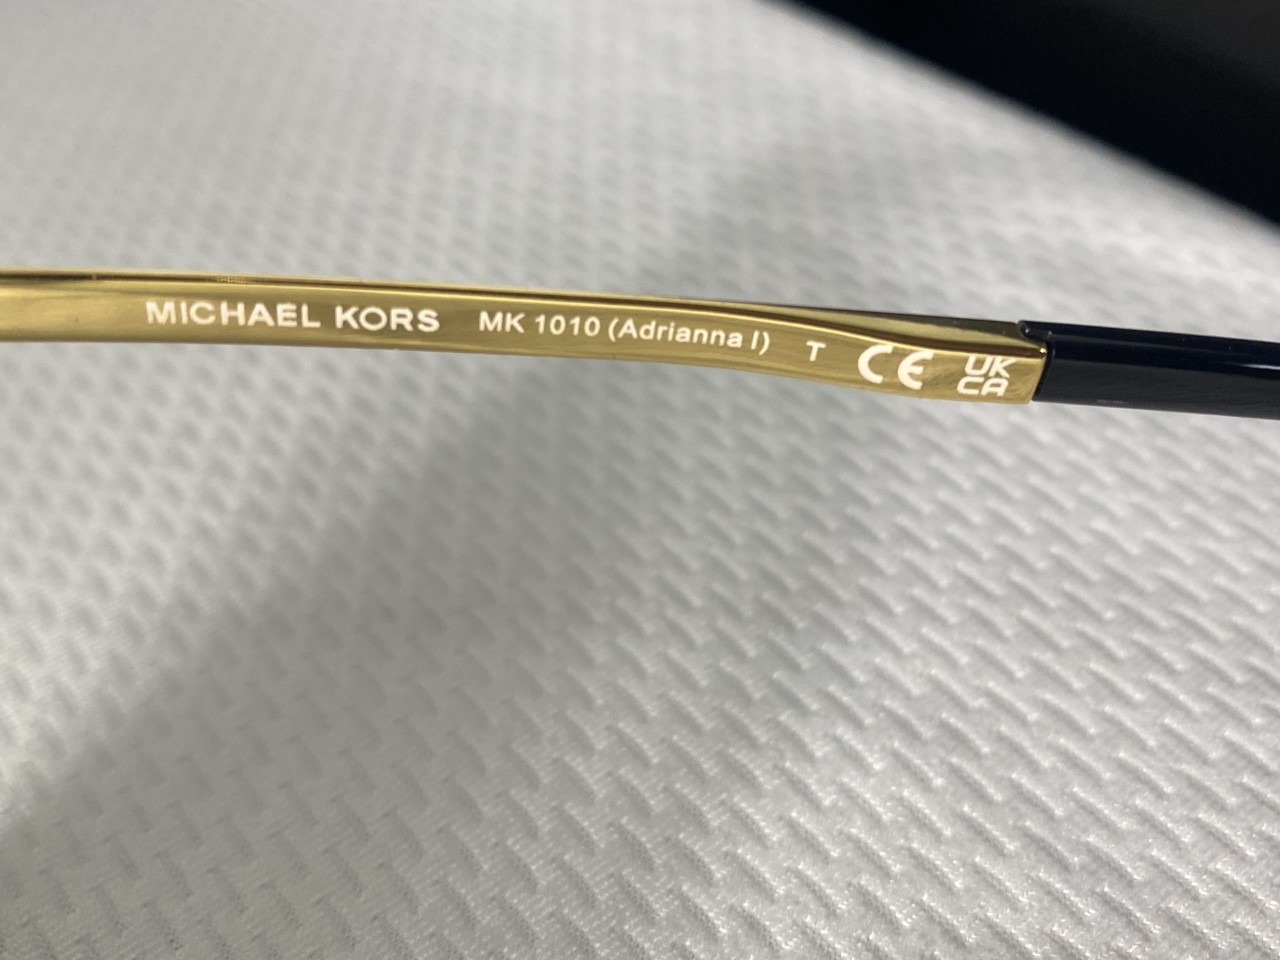 MICHAEL KORS MK 1010 (Adrianna I) T CE UK
CA